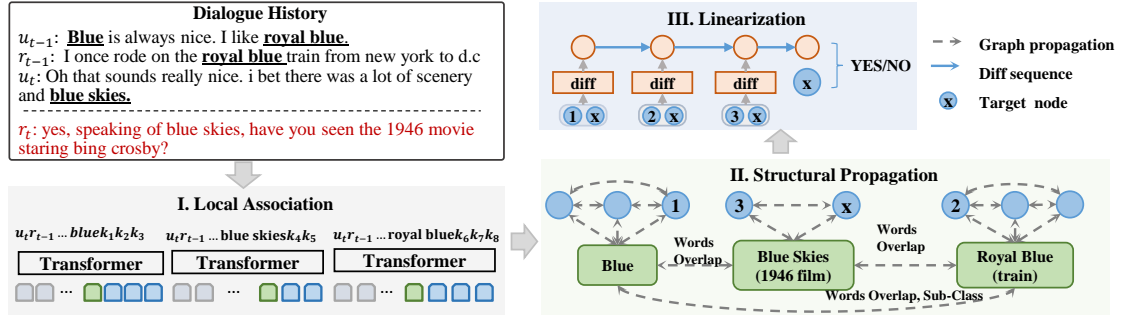 Dialogue History
u_{t−1}: Blue is always nice. I like royal blue.
r_{t−1}: I once rode on the royal blue train from new york to d.c
u_t: Oh that sounds really nice. i bet there was a lot of scenery
and blue skies.
r_t: yes, speaking of blue skies, have you seen the 1946 movie
staring bing crosby?
I. Local Association
u_t r_{t−1} … blue k_1 k_2 k_3
u_t r_{t−1} … blue skies k_4 k_5
u_t r_{t−1} … royal blue k_6 k_7 k_8
Transformer
Transformer
Transformer
...
...
...
III. Linearization
diff
diff
diff
1 x
2 x
3 x
x
YES/NO
Graph propagation
Diff sequence
x Target node
II. Structural Propagation
1
3
x
2
Words
Overlap
Words
Overlap
Blue
Blue Skies
(1946 film)
Royal Blue
(train)
Words Overlap, Sub-Class